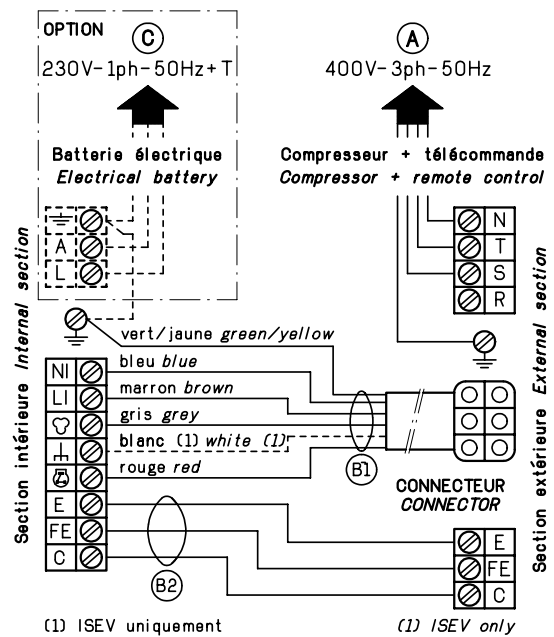 OPTION
C
A
230V-1ph-50Hz+T
400V-3ph-50Hz
Batterie électrique
Electrical battery
Compresseur + télécommande
Compressor + remote control
A
L
N
T
S
R
Section intérieure Internal section
Section extérieure External section
vert/jaune green/yellow
NI
bleu blue
LI
marron brown
gris grey
blanc (1) white (1)
rouge red
B1
CONNECTEUR
CONNECTOR
E
FE
C
B2
E
FE
C
(1) ISEV uniquement
(1) ISEV only